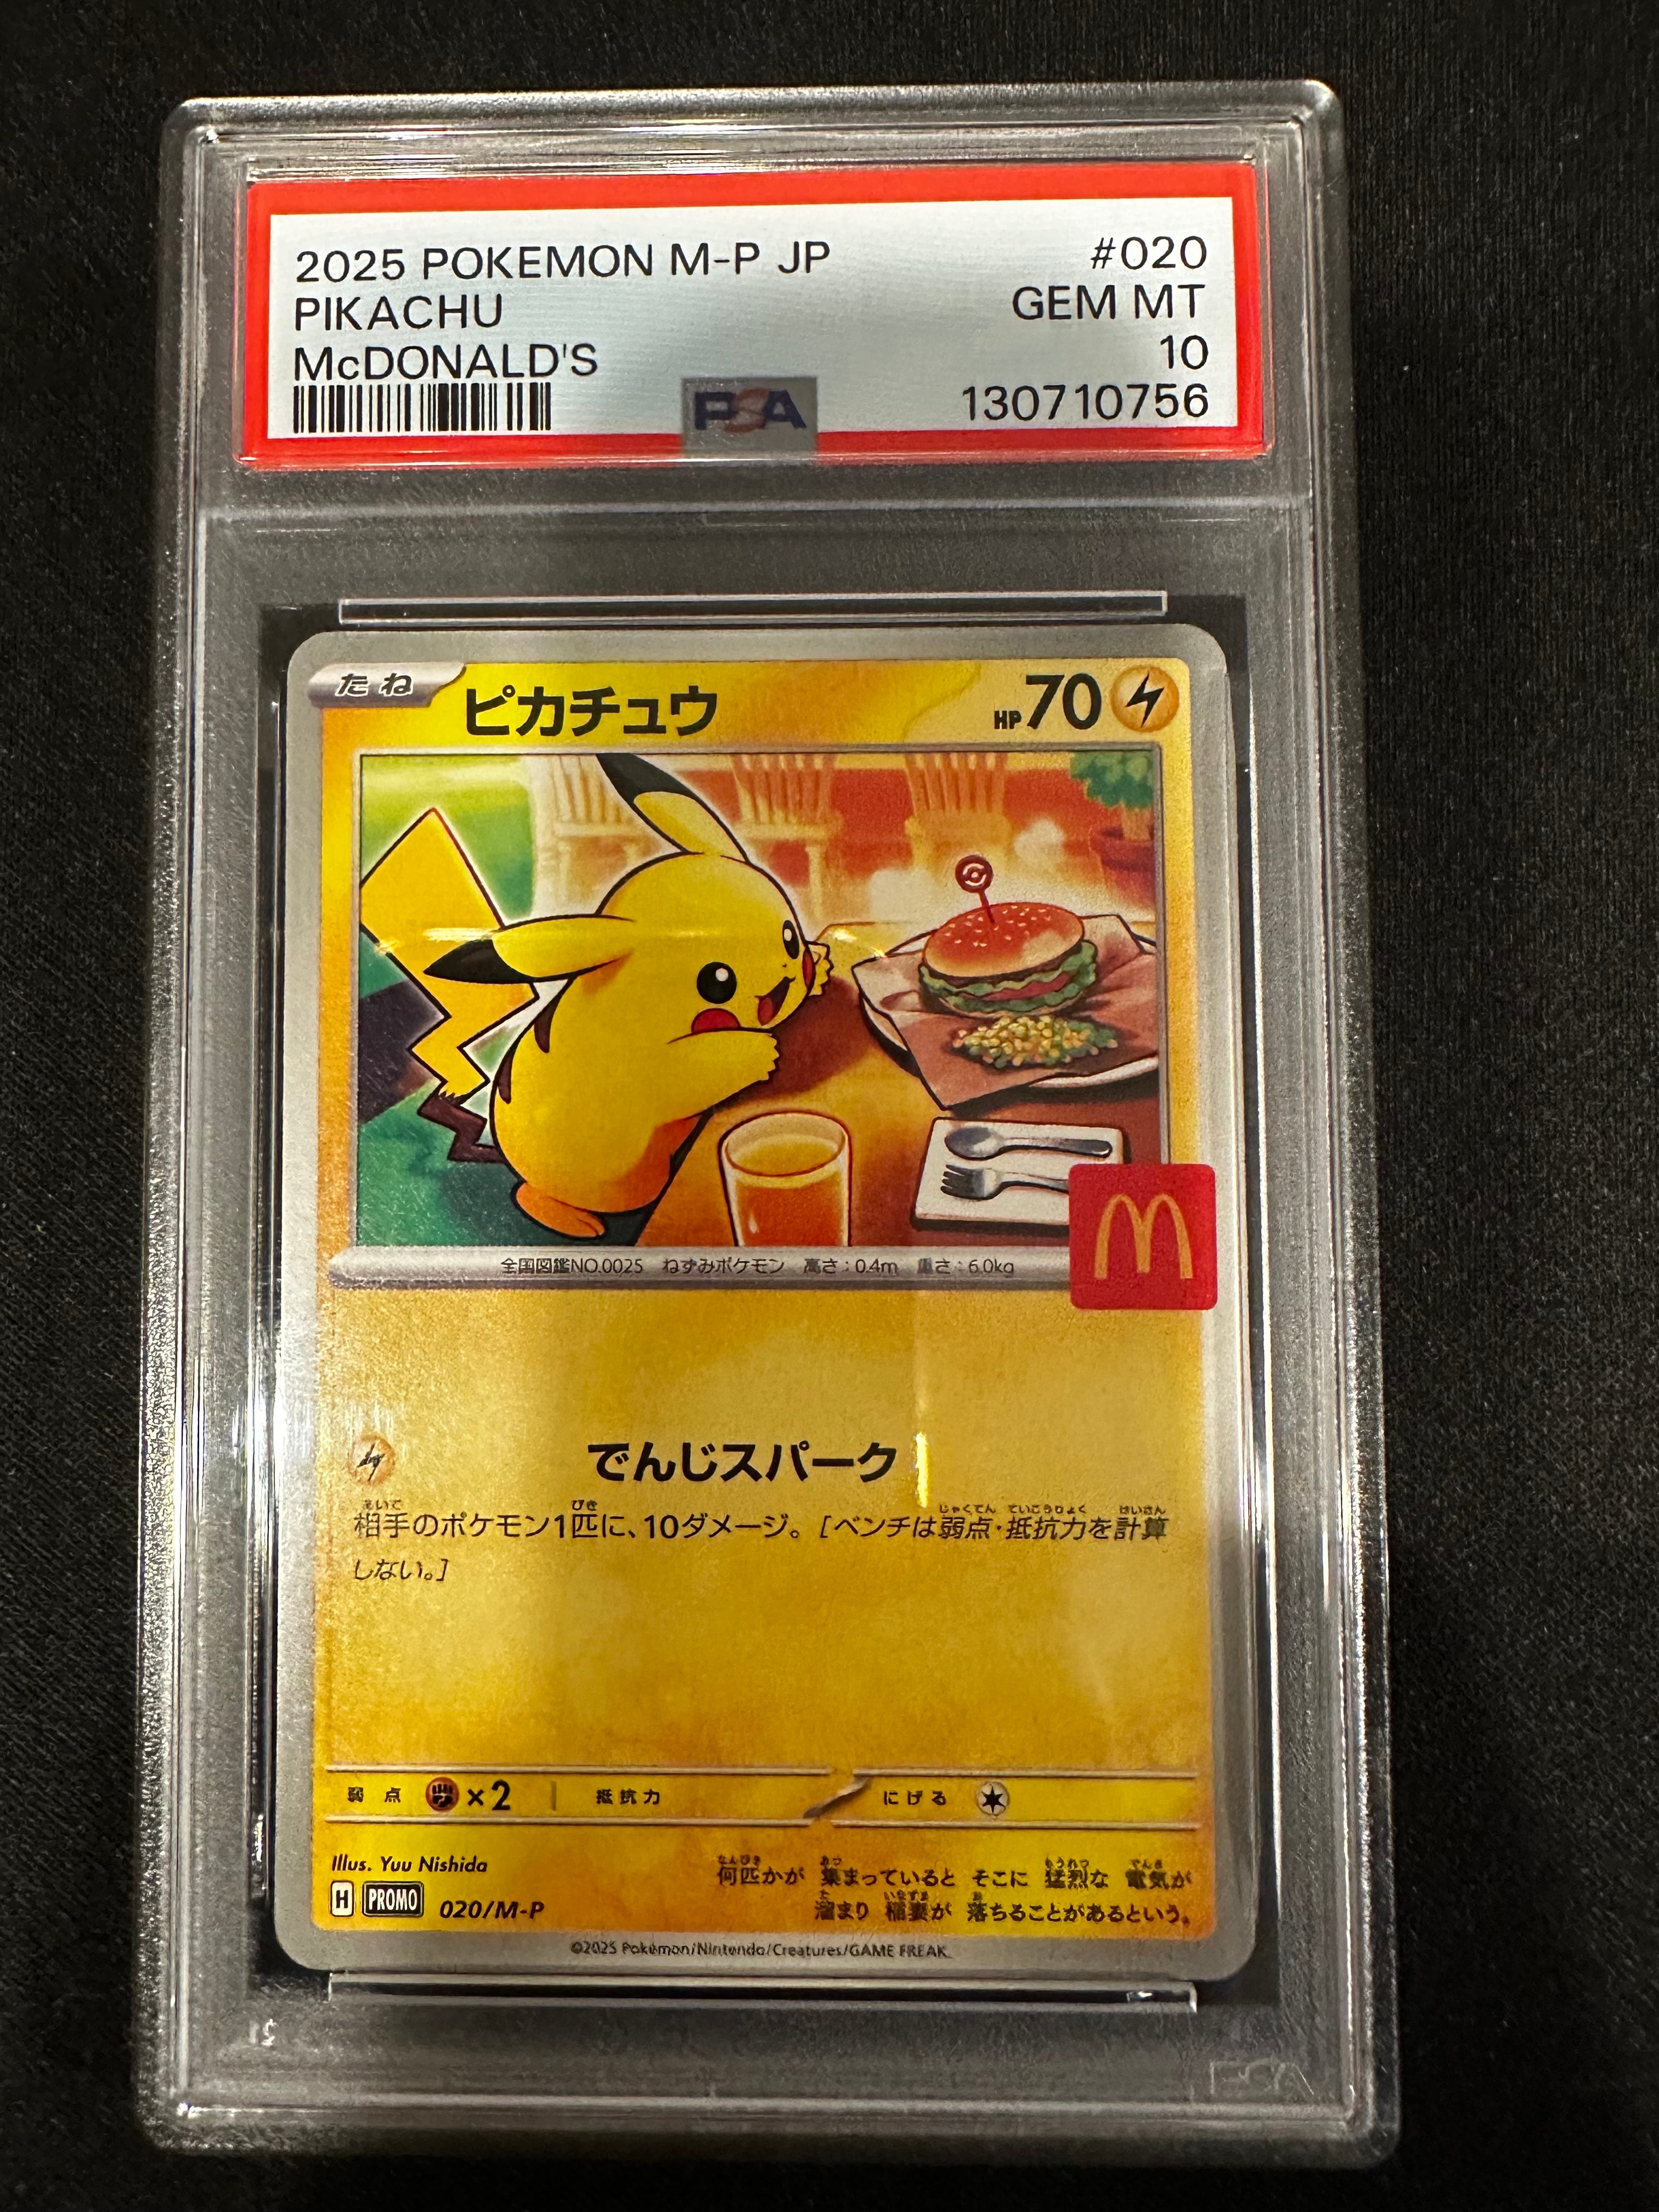 2025 POKEMON M-P JP #020
PIKACHU GEM MT
McDONALD'S 10
PSA 130710756
たね ピカチュウ HP70
全国図鑑NO.0025 ねずみポケモン 高さ:0.4m 重さ:6.0kg
でんじスパーク
相手のポケモン1匹に、10ダメージ。[ベンチは弱点・抵抗力を計算
しない。]
弱点 ×2 抵抗力 にげる
Illus. Yuu Nishida
何匹かが 集まっていると そこに 猛烈な 電気が
溜まり 稲妻が 落ちることがあるという。
H PROMO 020/M-P
©2025 Pokémon/Nintendo/Creatures/GAME FREAK.